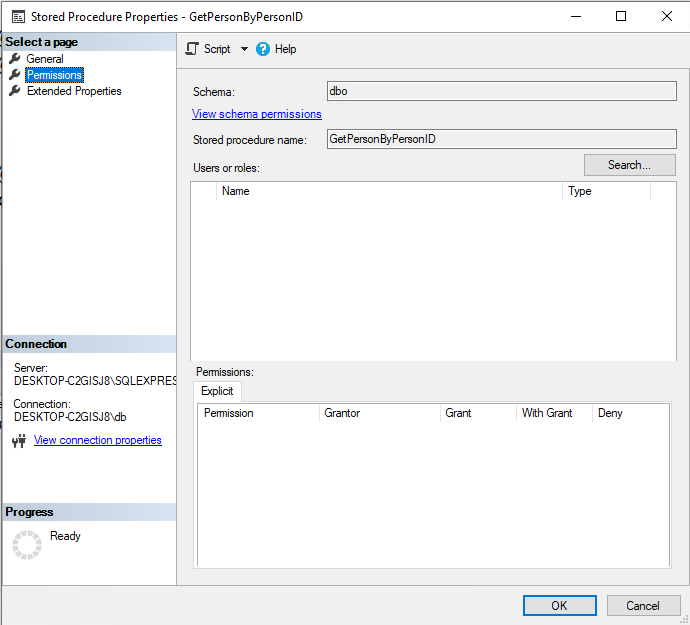 Stored Procedure Properties - GetPersonByPersonID
Select a page
General
Permissions
Extended Properties
Script
Help
Schema:
dbo
View schema permissions
Stored procedure name:
GetPersonByPersonID
Users or roles:
Search...
Name Type
Connection
Server:
DESKTOP-C2GISJ8\SQLEXPRES
Connection:
DESKTOP-C2GISJ8\db
View connection properties
Progress
Ready
Permissions:
Explicit
Permission Grantor Grant With Grant Deny
OK
Cancel